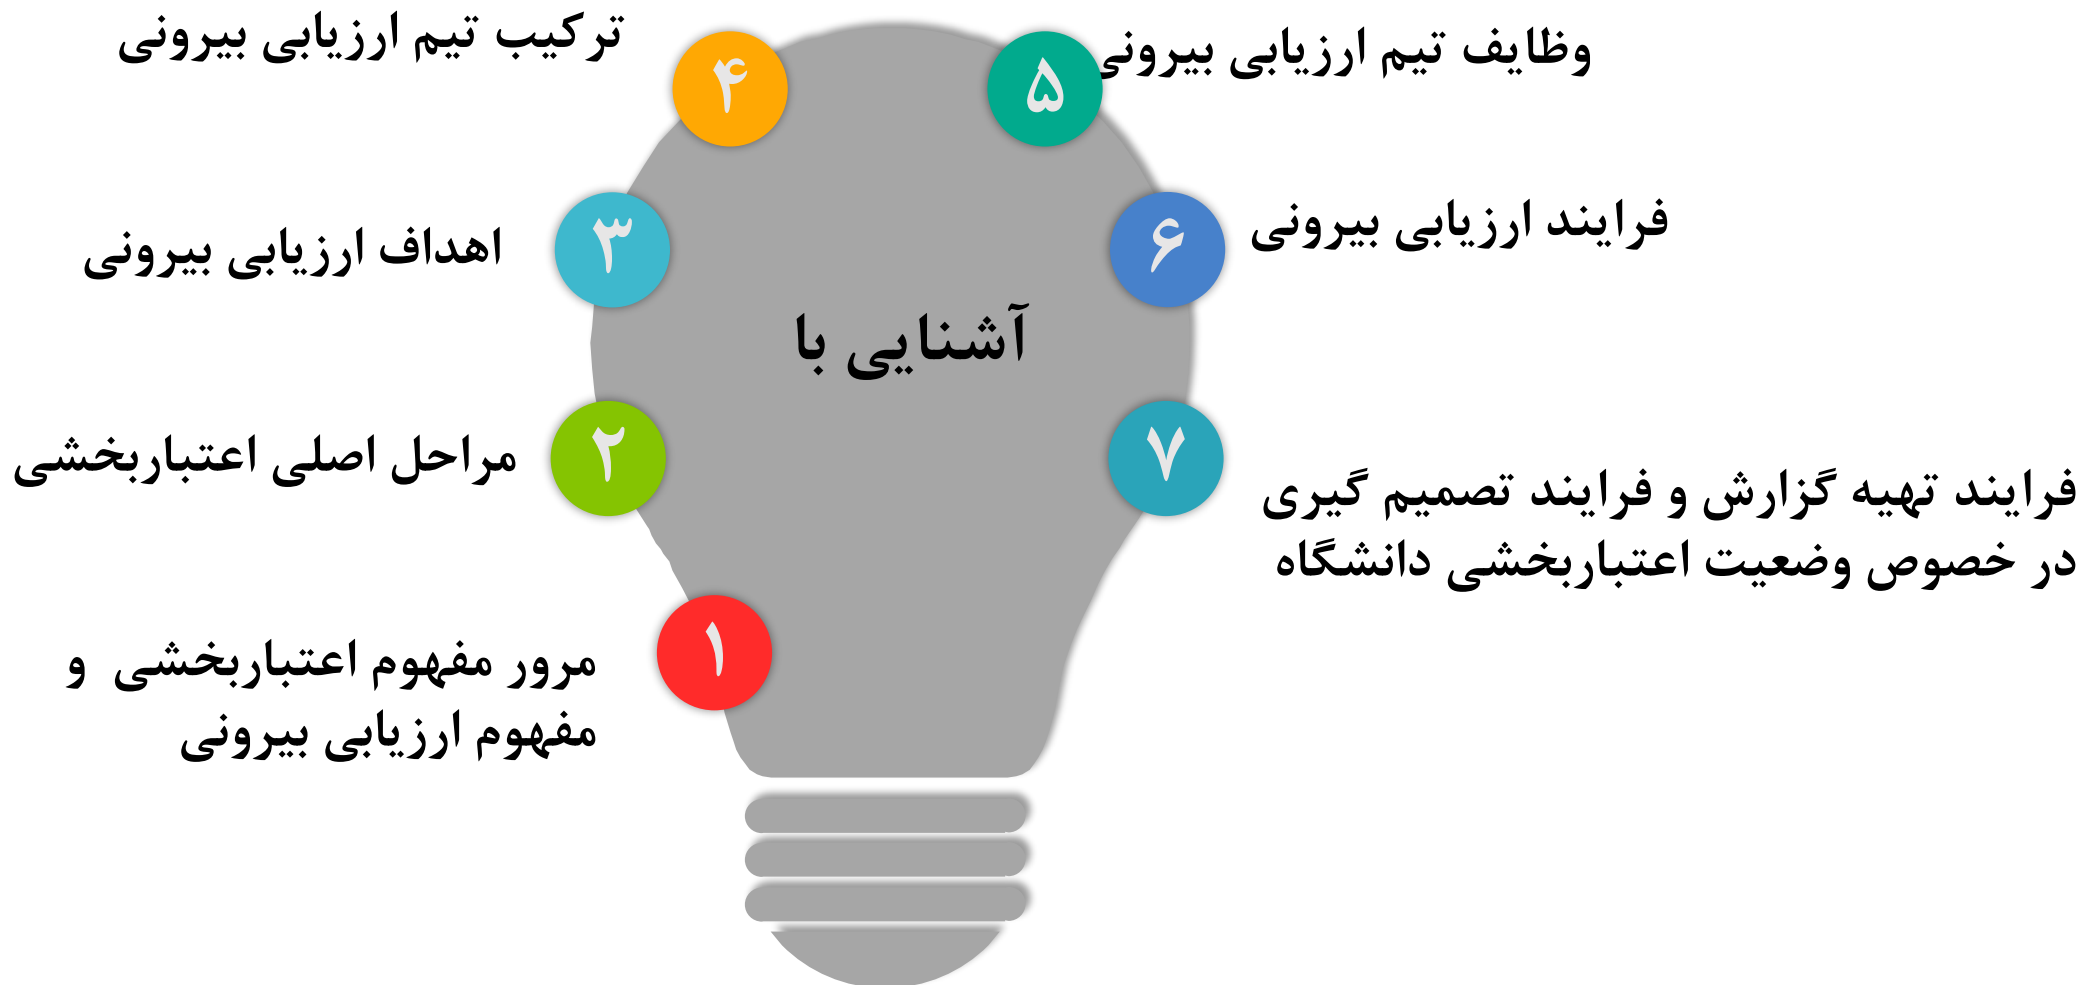 آشنایی با
۱
مرور مفهوم اعتباربخشی و
مفهوم ارزیابی بیرونی
۲
مراحل اصلی اعتباربخشی
۳
اهداف ارزیابی بیرونی
۴
ترکیب تیم ارزیابی بیرونی
۵
وظایف تیم ارزیابی بیرونی
۶
فرایند ارزیابی بیرونی
۷
فرایند تهیه گزارش و فرایند تصمیم گیری
در خصوص وضعیت اعتباربخشی دانشگاه